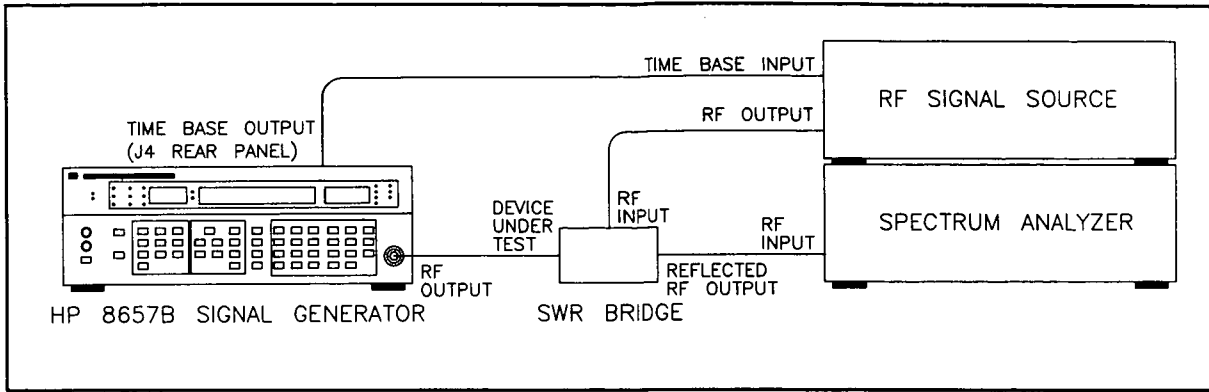 TIME BASE INPUT
RF SIGNAL SOURCE
RF OUTPUT
TIME BASE OUTPUT
(J4 REAR PANEL)
DEVICE
UNDER
TEST
RF
INPUT
RF
INPUT
SPECTRUM ANALYZER
RF
OUTPUT
REFLECTED
RF OUTPUT
HP 8657B SIGNAL GENERATOR
SWR BRIDGE